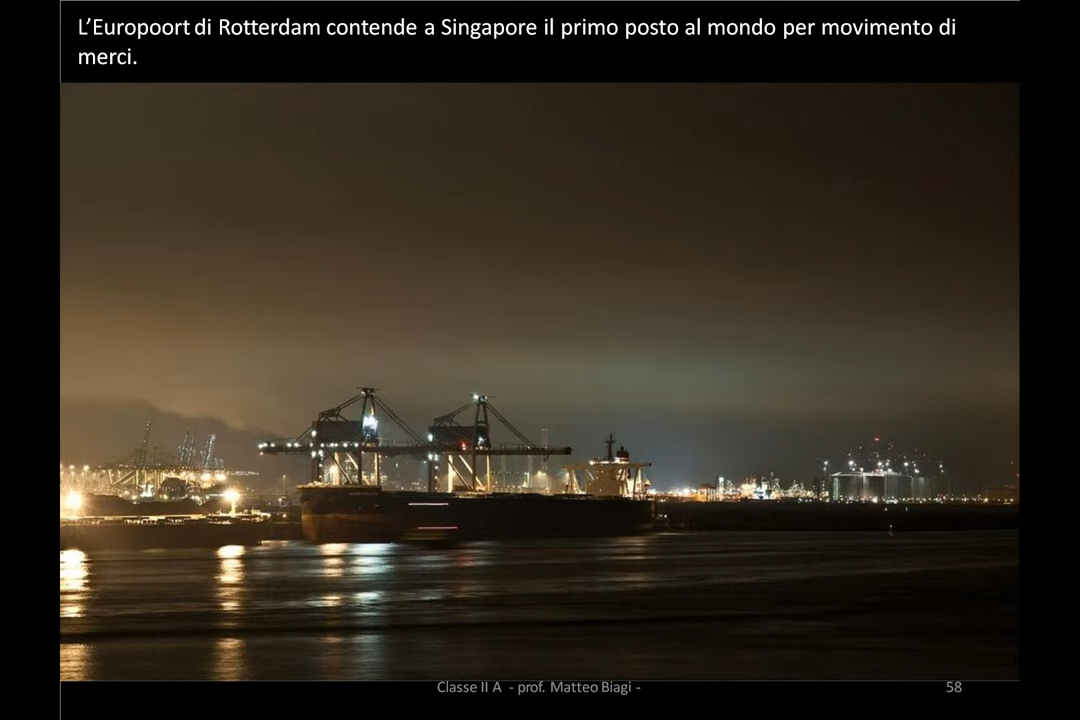 L’Europoort di Rotterdam contende a Singapore il primo posto al mondo per movimento di
merci.
Classe II A - prof. Matteo Biagi -
58